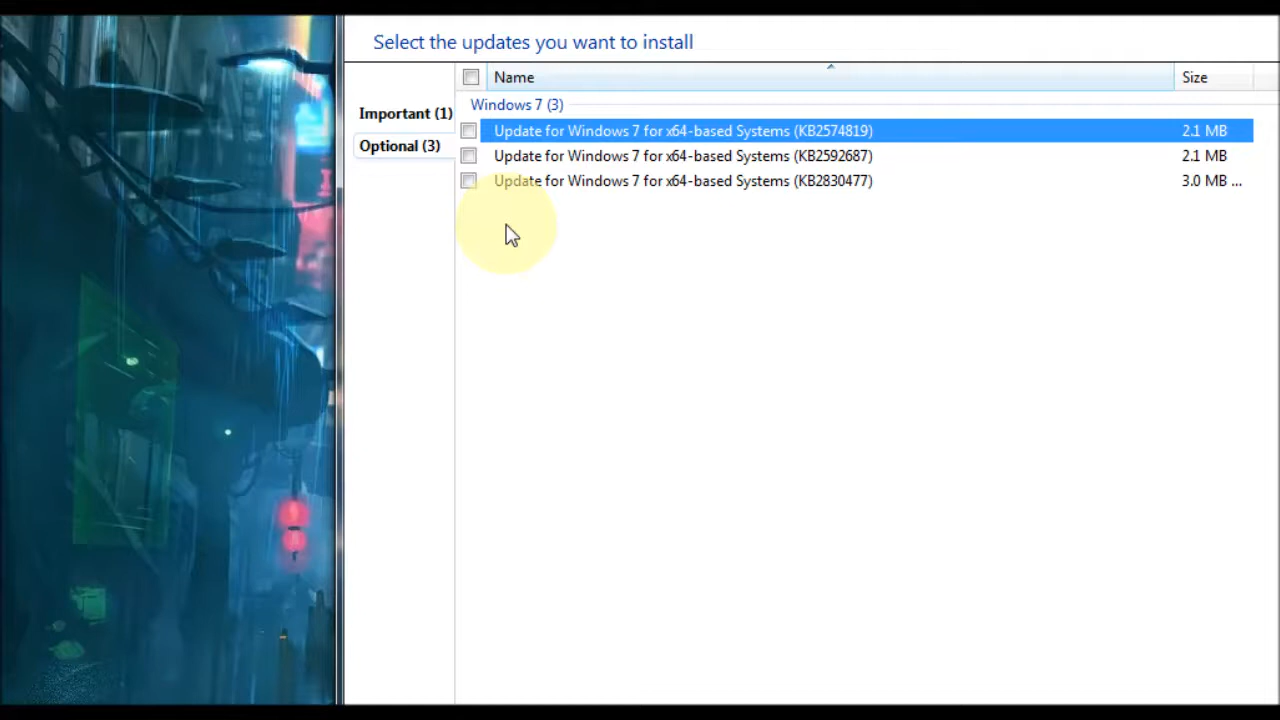 Select the updates you want to install
Name Size
Important (1)
Optional (3)
Windows 7 (3)
Update for Windows 7 for x64-based Systems (KB2574819) 2.1 MB
Update for Windows 7 for x64-based Systems (KB2592687) 2.1 MB
Update for Windows 7 for x64-based Systems (KB2830477) 3.0 MB ...